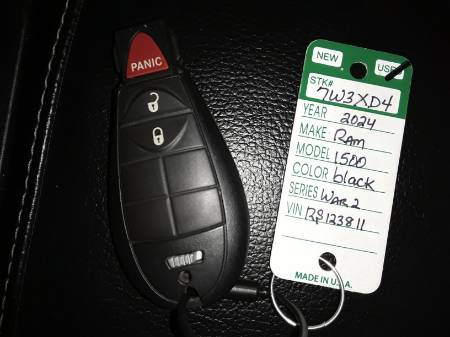 PANIC
NEW USED
STK#
7W3XD4
YEAR 2024
MAKE RAM
MODEL 1500
COLOR black
SERIES War 2
VIN RS123811
MADE IN U.S.A.